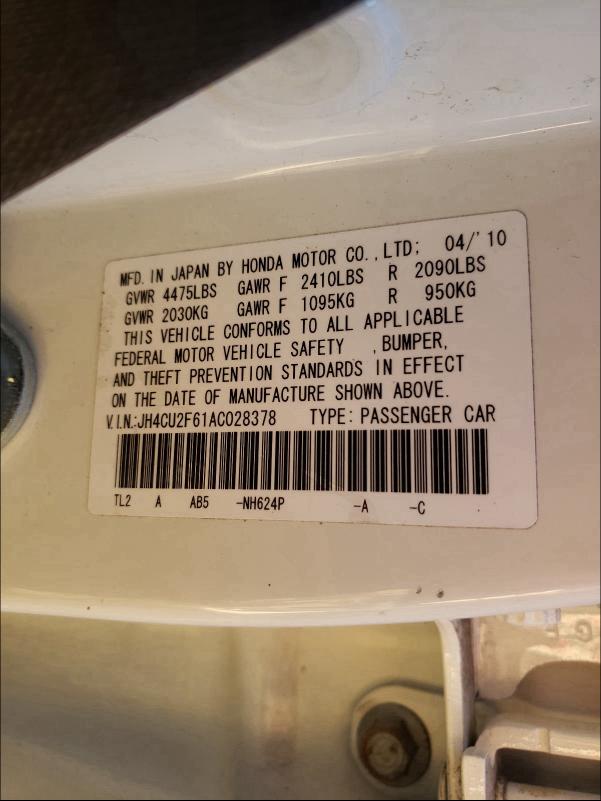 MFD. IN JAPAN BY HONDA MOTOR CO.,LTD; 04/'10
GVWR 4475LBS GAWR F 2410LBS R 2090LBS
GVWR 2030KG GAWR F 1095KG R 950KG
THIS VEHICLE CONFORMS TO ALL APPLICABLE
FEDERAL MOTOR VEHICLE SAFETY , BUMPER,
AND THEFT PREVENTION STANDARDS IN EFFECT
ON THE DATE OF MANUFACTURE SHOWN ABOVE.
V.I.N.:JH4CU2F61AC028378 TYPE: PASSENGER CAR
TL2 A AB5 -NH624P -A -C